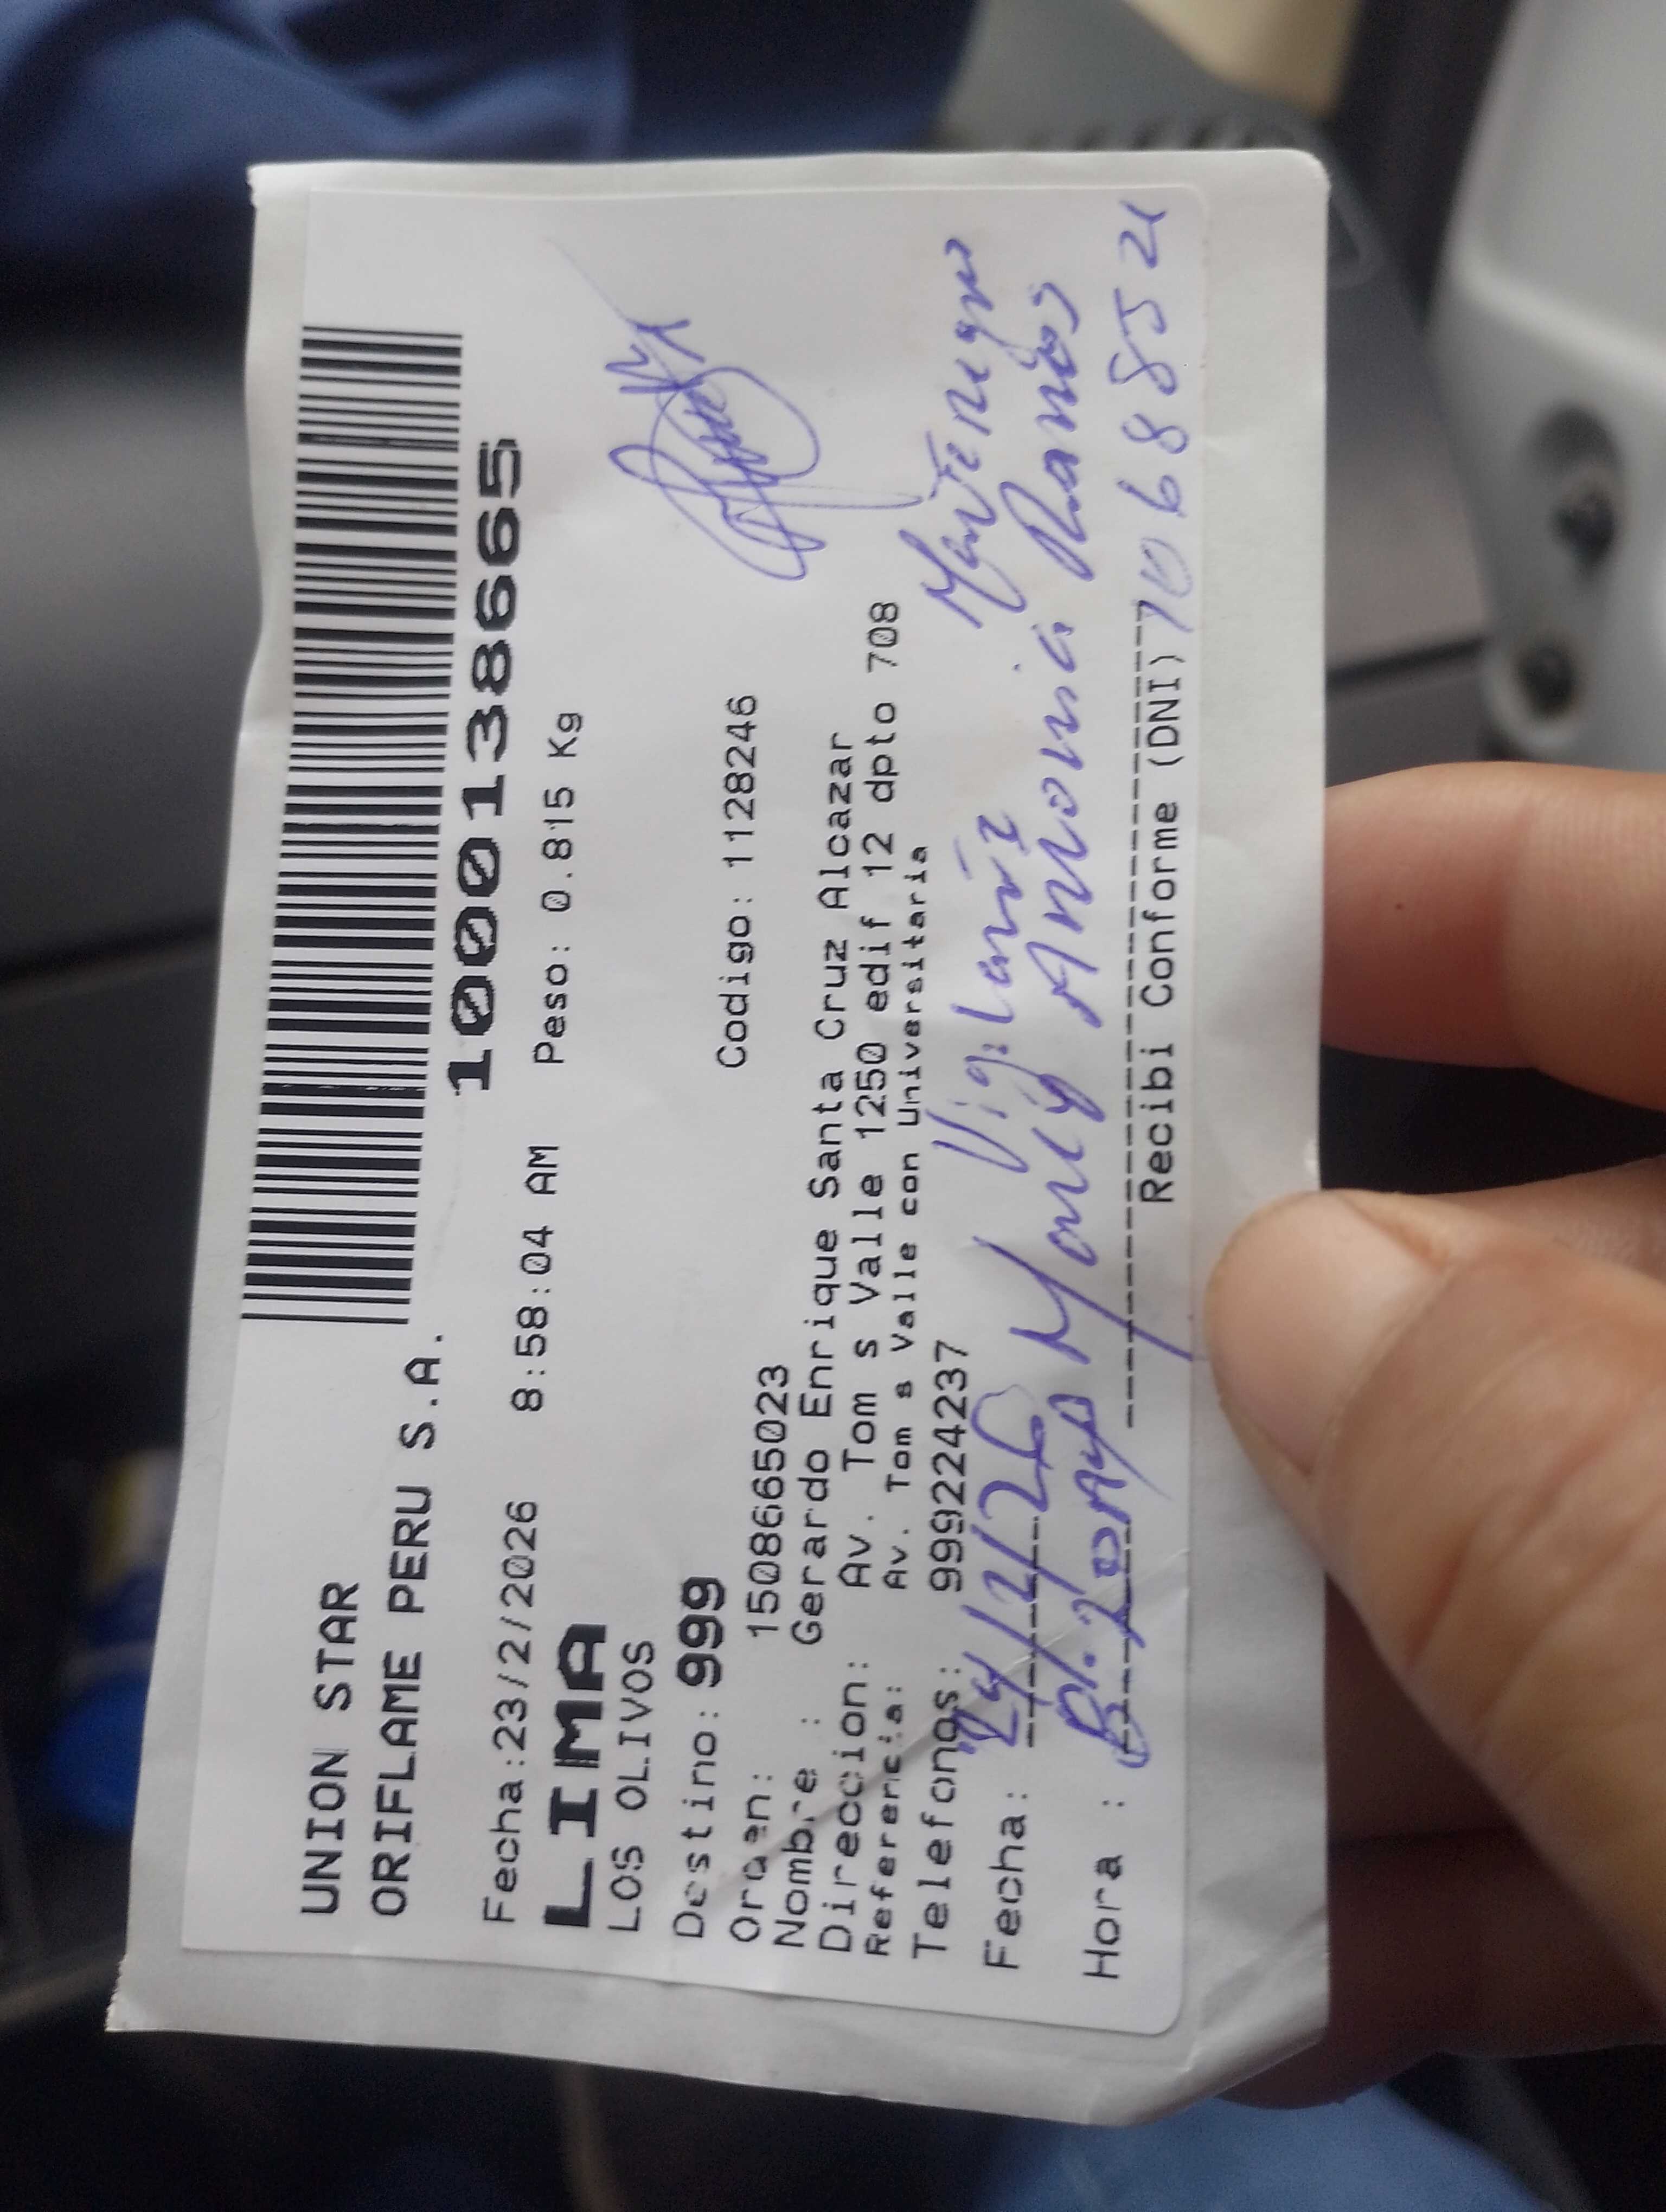 UNION STAR
ORIFLAME PERU S.A.
1000138665
Fecha:23/2/2026 8:58:04 AM Peso: 0.815 Kg
LIMA
LOS OLIVOS
Destino: 999
Orden: 1508665023 Codigo: 1128246
Nombre : Gerardo Enrique Santa Cruz Alcazar
Direccion: Av. Tom s Valle 1250 edif 12 dpto 708
Referencia: Av. Tom s Valle con Universitaria
Telefonos: 999224237
Vigilante
Fecha: 24/2/26
Antonio Ramos
Hora :
Recibi Conforme (DNI)